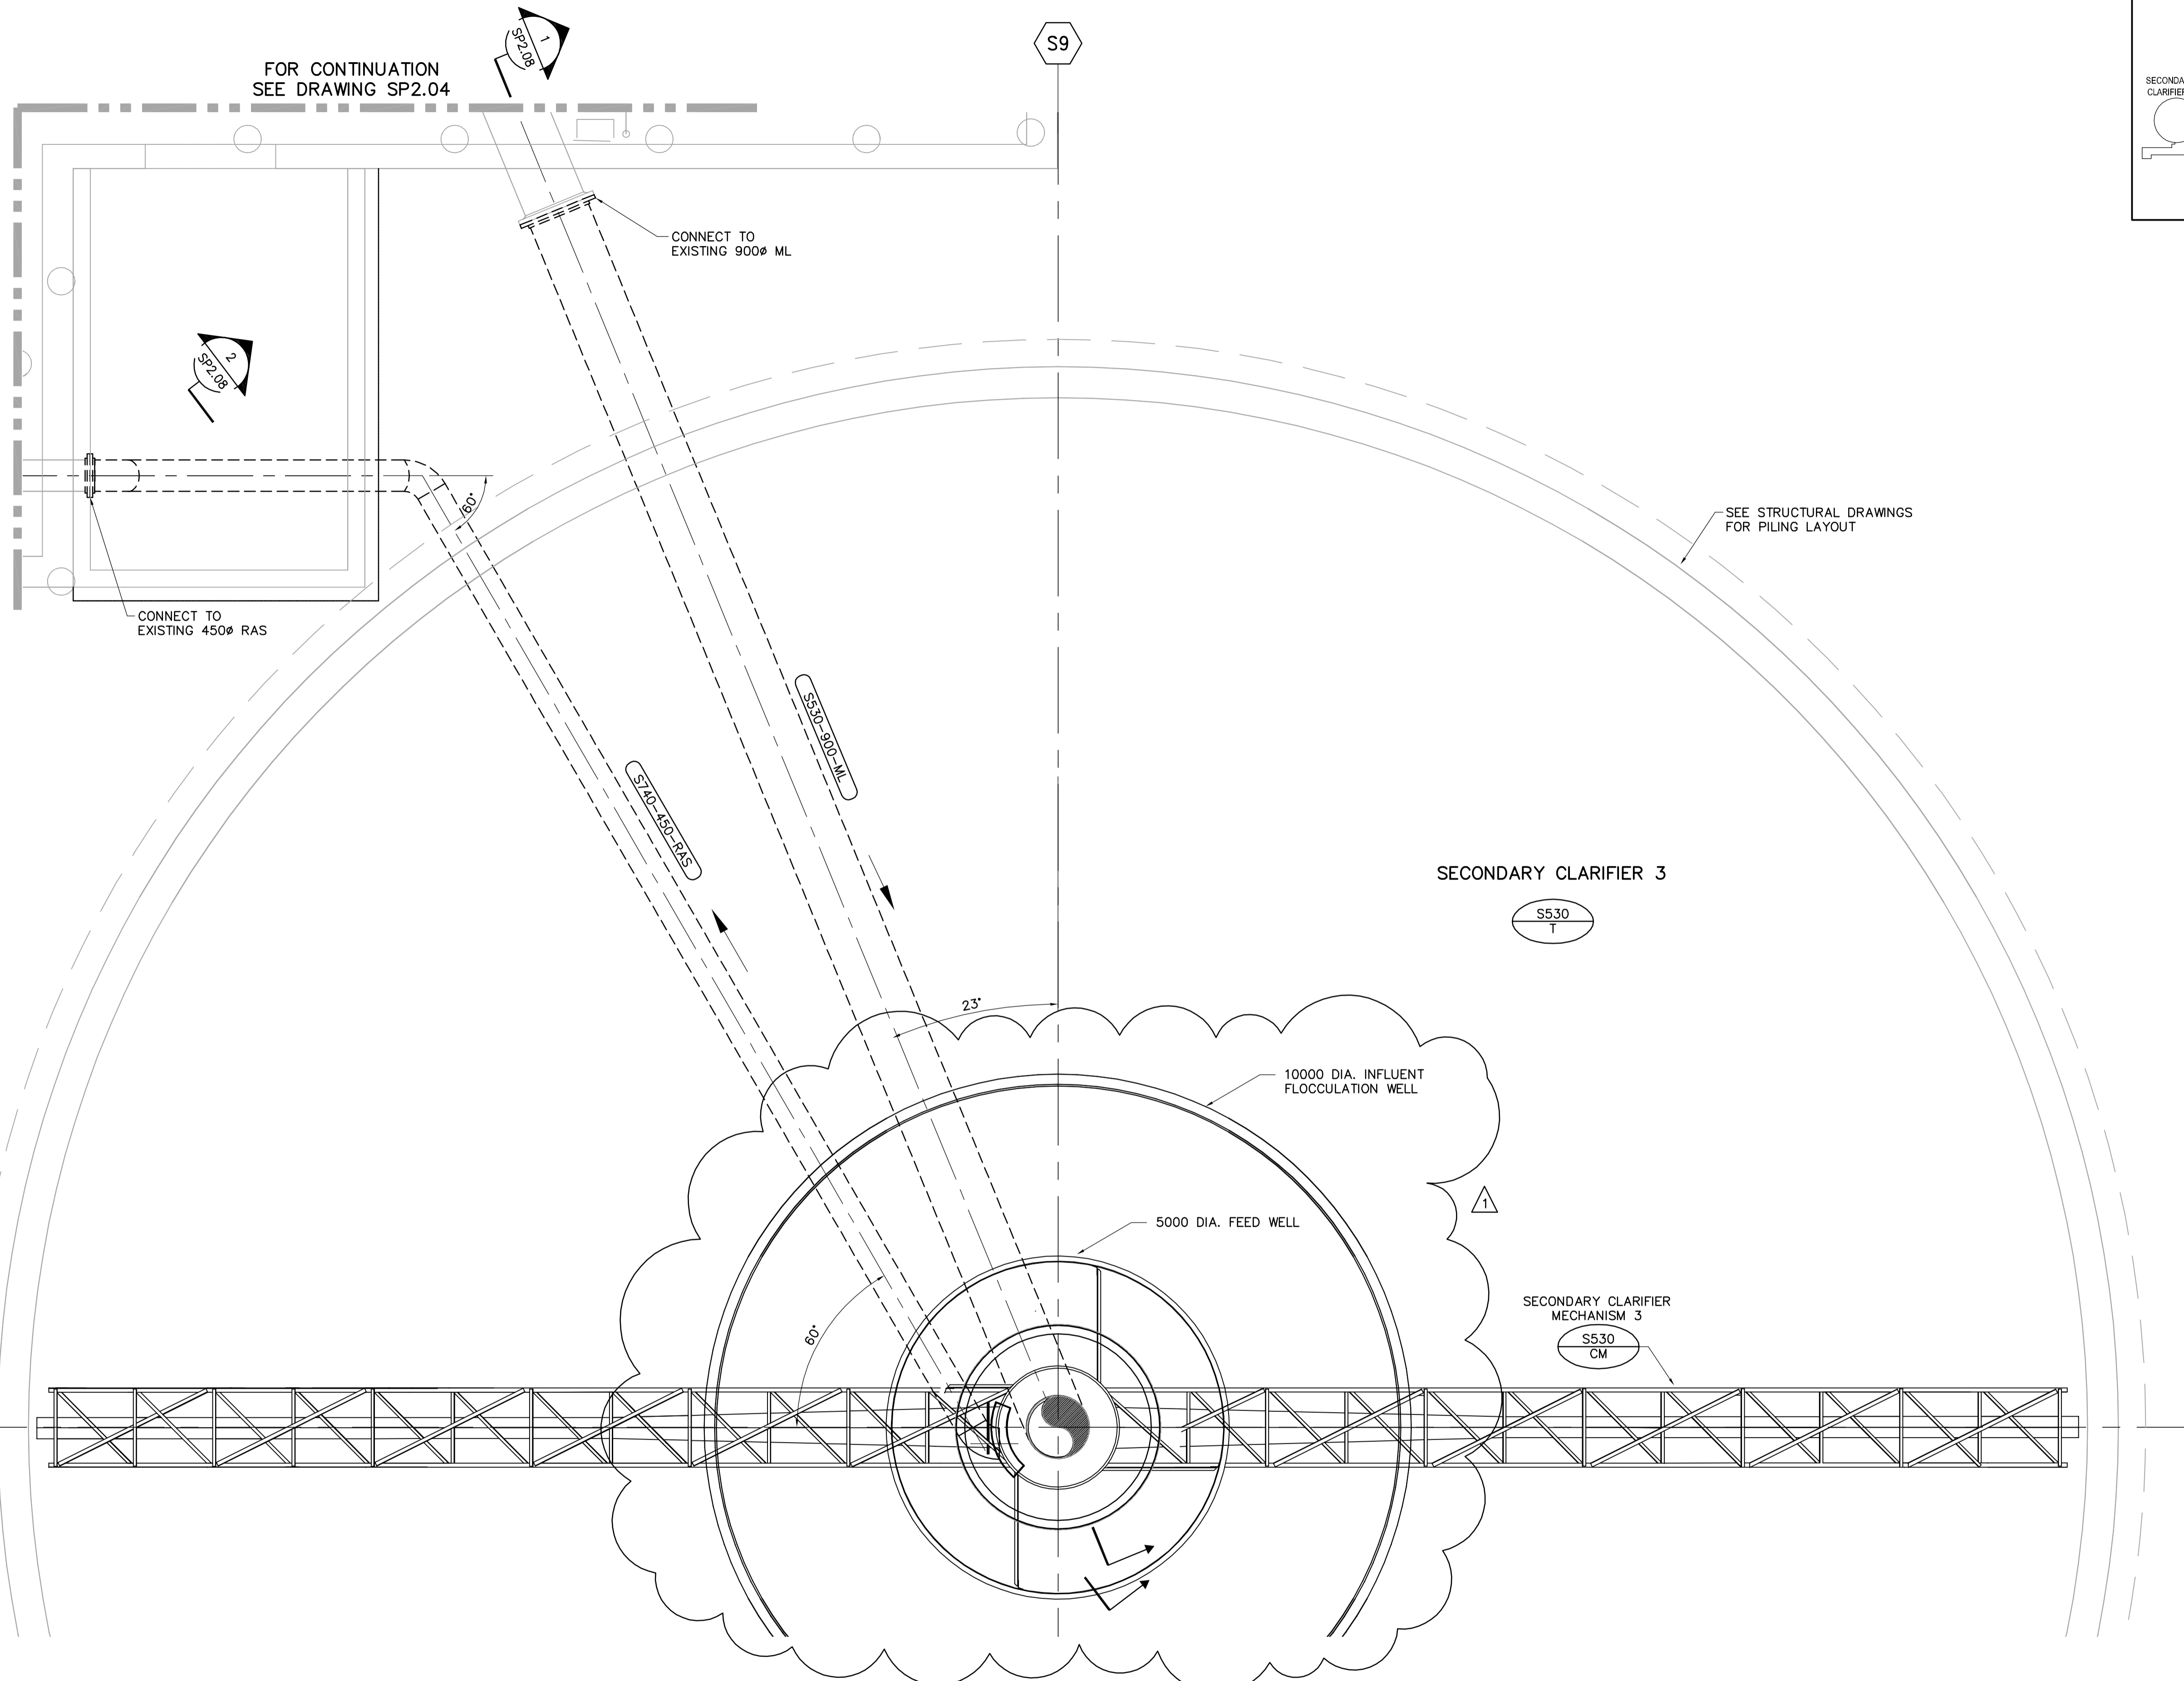 1
SP2.08
S9
FOR CONTINUATION
SEE DRAWING SP2.04
CLARIFIER
CONNECT TO
EXISTING 900ø ML
2
SP2.08
60°
SEE STRUCTURAL DRAWINGS
FOR PILING LAYOUT
CONNECT TO
EXISTING 450ø RAS
S530-900-ML
S740-450-RAS
SECONDARY CLARIFIER 3
S530
T
23°
10000 DIA. INFLUENT
FLOCCULATION WELL
1
5000 DIA. FEED WELL
60°
SECONDARY CLARIFIER
MECHANISM 3
S530
CM